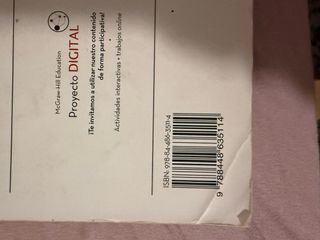 McGraw-Hill Education
Proyecto DIGITAL
¡Te invitamos a utilizar nuestro contenido
de forma participativa!
Actividades interactivas • trabajos online
ISBN: 978-84-486-3511-4
9 788448 635114